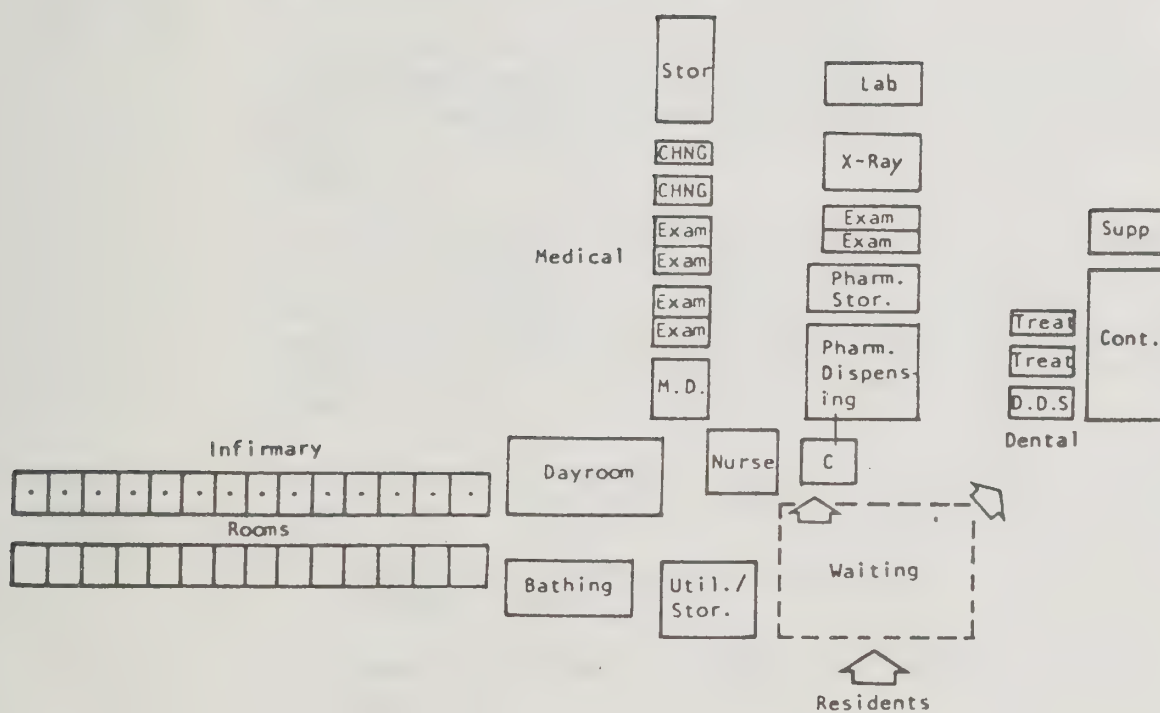 Stor
Lab
CHNG
X-Ray
CHNG
Exam
Exam
Supp
Exam
Exam
Medical
Pharm.
Stor.
Exam
Exam
Treat
Cont.
Pharm.
Dispens-
ing
Treat
M.D.
D.D.S
Dental
Infirmary
Dayroom
Nurse
C
Rooms
Bathing
Util./
Stor.
Waiting
Residents